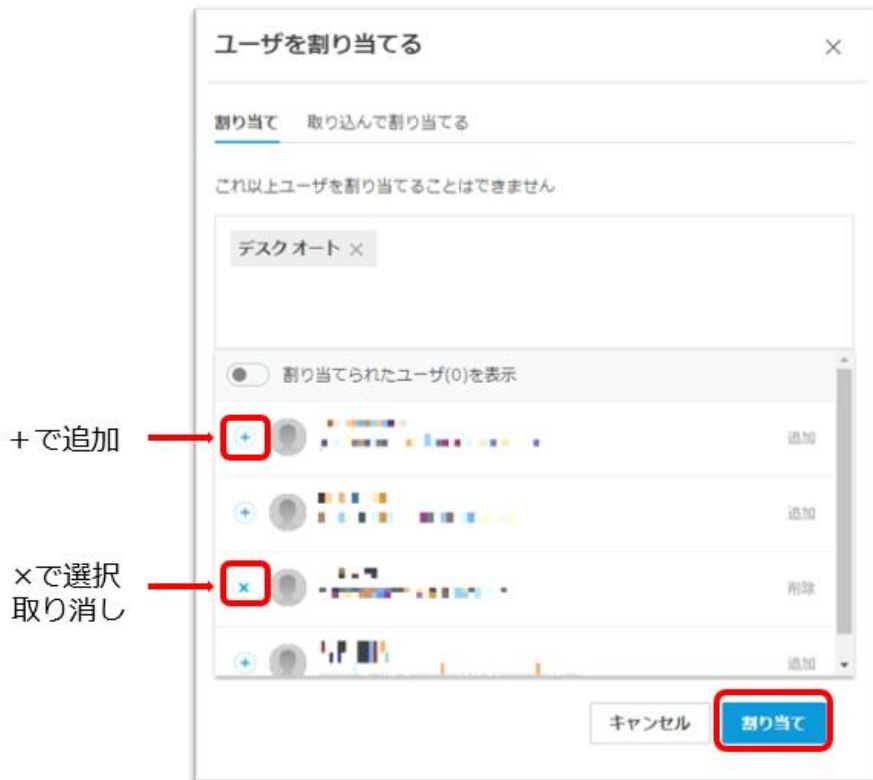 ユーザを割り当てる
割り当て 取り込んで割り当てる
これ以上ユーザを割り当てることはできません
デスク オート ×
割り当てられたユーザ(0)を表示
+で追加
追加
追加
×で選択
取り消し
削除
追加
キャンセル 割り当て